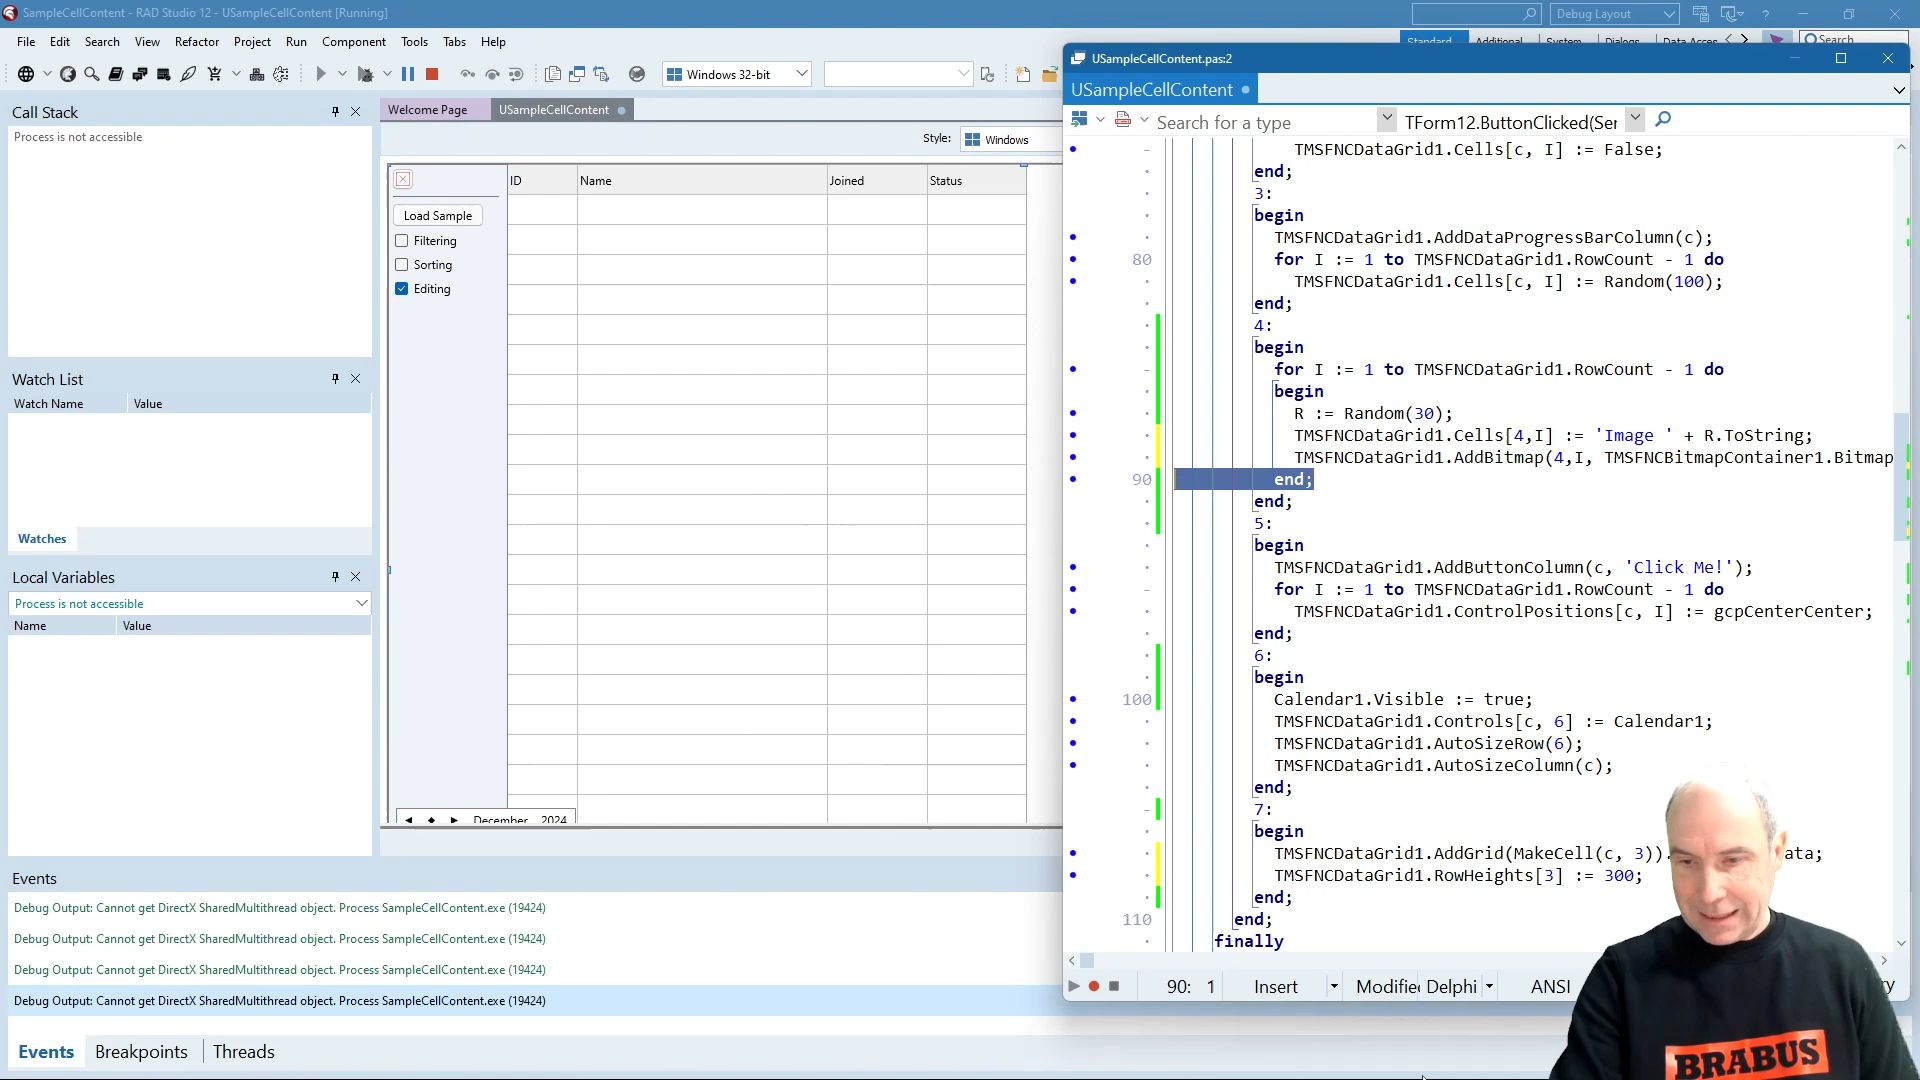 SampleCellContent - RAD Studio 12 - USampleCellContent [Running]
Debug Layout
File Edit Search View Refactor Project Run Component Tools Tabs Help
Standard Additional System Dialogs Data Acces
Search
Windows 32-bit
Call Stack
Process is not accessible
Watch List
Watch Name Value
Watches
Local Variables
Process is not accessible
Name Value
Welcome Page USampleCellContent
Style: Windows
ID Name Joined Status
Load Sample
Filtering
Sorting
Editing
December 2024
USampleCellContent.pas:2
USampleCellContent
Search for a type TForm12.ButtonClicked(Ser
TMSFNCDataGrid1.Cells[c, I] := False;
end;
3:
begin
TMSFNCDataGrid1.AddDataProgressBarColumn(c);
80 for I := 1 to TMSFNCDataGrid1.RowCount - 1 do
TMSFNCDataGrid1.Cells[c, I] := Random(100);
end;
4:
begin
for I := 1 to TMSFNCDataGrid1.RowCount - 1 do
begin
R := Random(30);
TMSFNCDataGrid1.Cells[4,I] := 'Image ' + R.ToString;
TMSFNCDataGrid1.AddBitmap(4,I, TMSFNCBitmapContainer1.Bitmap
90 end;
end;
5:
begin
TMSFNCDataGrid1.AddButtonColumn(c, 'Click Me!');
for I := 1 to TMSFNCDataGrid1.RowCount - 1 do
TMSFNCDataGrid1.ControlPositions[c, I] := gcpCenterCenter;
end;
6:
begin
100 Calendar1.Visible := true;
TMSFNCDataGrid1.Controls[c, 6] := Calendar1;
TMSFNCDataGrid1.AutoSizeRow(6);
TMSFNCDataGrid1.AutoSizeColumn(c);
end;
7:
begin
TMSFNCDataGrid1.AddGrid(MakeCell(c, 3)). ata;
TMSFNCDataGrid1.RowHeights[3] := 300;
end;
110 end;
finally
90: 1 Insert Modified Delphi ANSI ry
Events
Debug Output: Cannot get DirectX SharedMultithread object. Process SampleCellContent.exe (19424)
Debug Output: Cannot get DirectX SharedMultithread object. Process SampleCellContent.exe (19424)
Debug Output: Cannot get DirectX SharedMultithread object. Process SampleCellContent.exe (19424)
Debug Output: Cannot get DirectX SharedMultithread object. Process SampleCellContent.exe (19424)
Events Breakpoints Threads
BRABUS